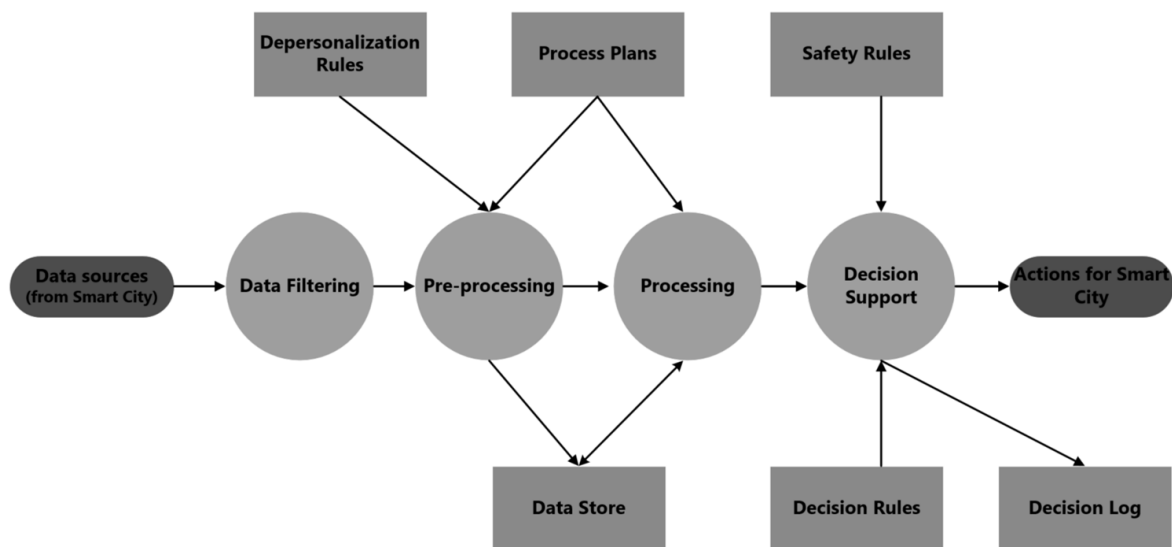 Depersonalization
Rules
Process Plans
Safety Rules
Data sources
(from Smart City)
Data Filtering
Pre-processing
Processing
Decision
Support
Actions for Smart
City
Data Store
Decision Rules
Decision Log